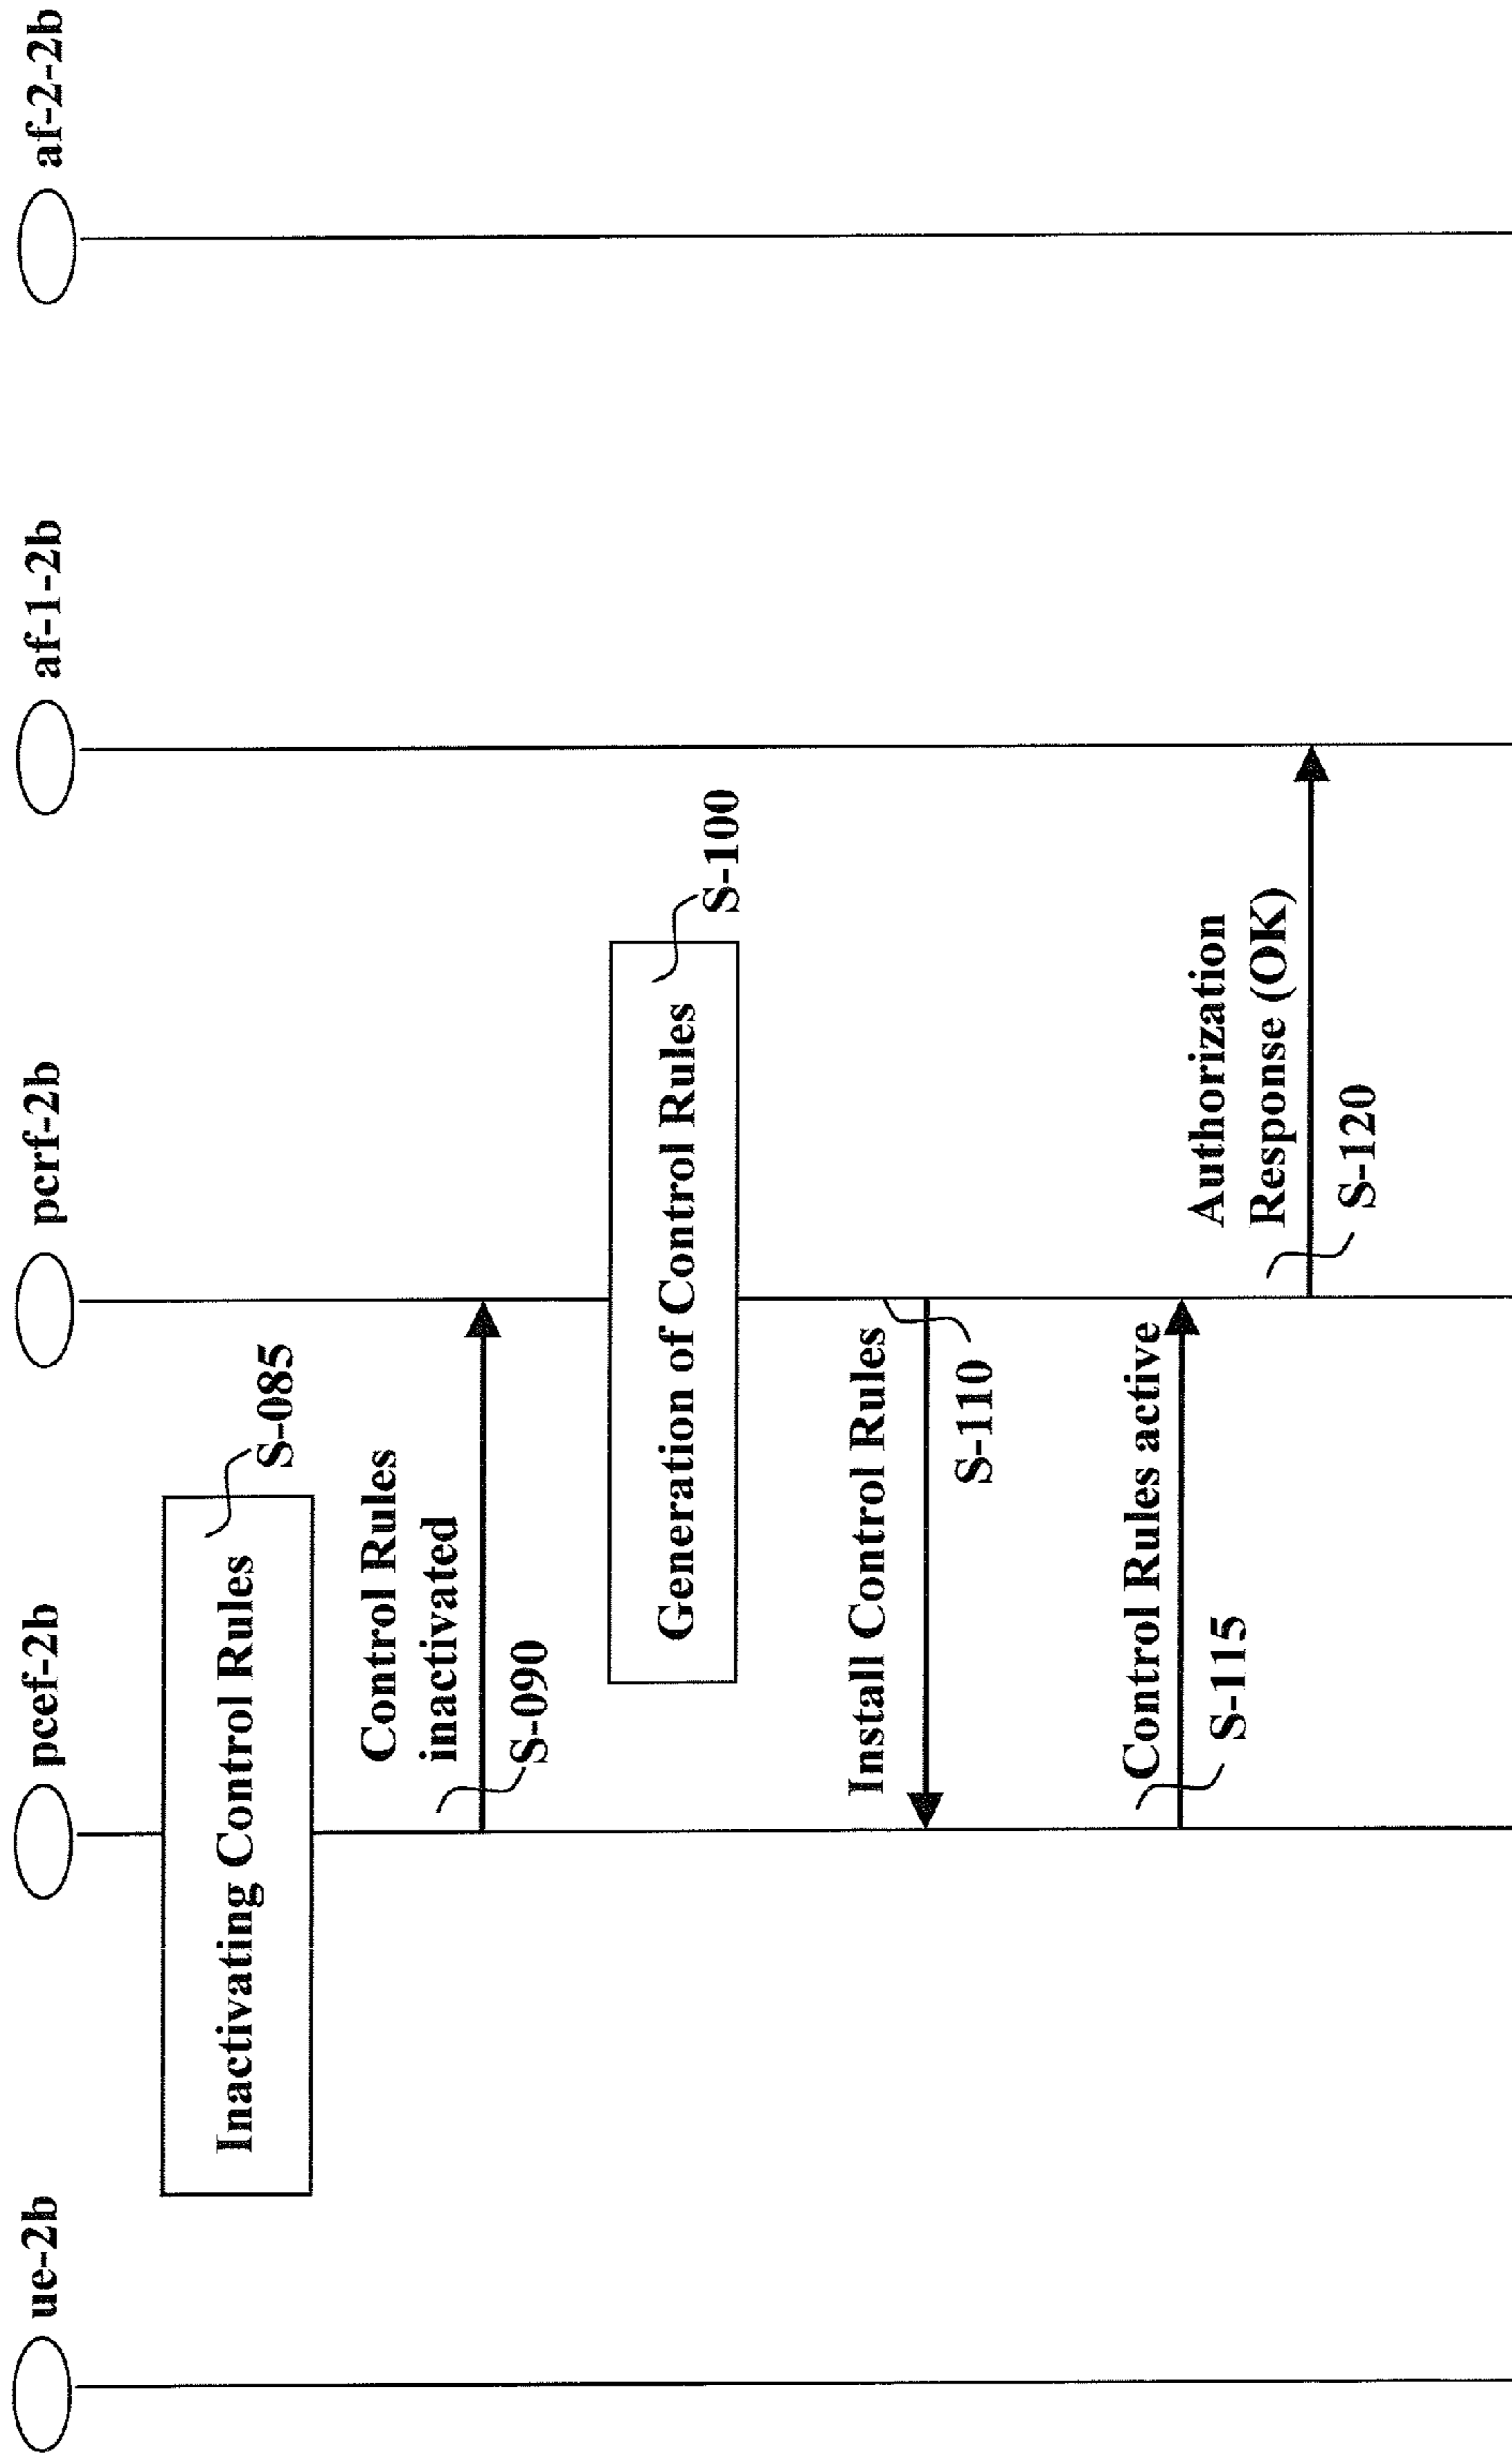 ue-2b
pcef-2b
pcrf-2b
af-1-2b
af-2-2b
Inactivating Control Rules
S-085
Control Rules
inactivated
S-090
Generation of Control Rules
S-100
Install Control Rules
S-110
Control Rules active
S-115
Authorization
Response (OK)
S-120